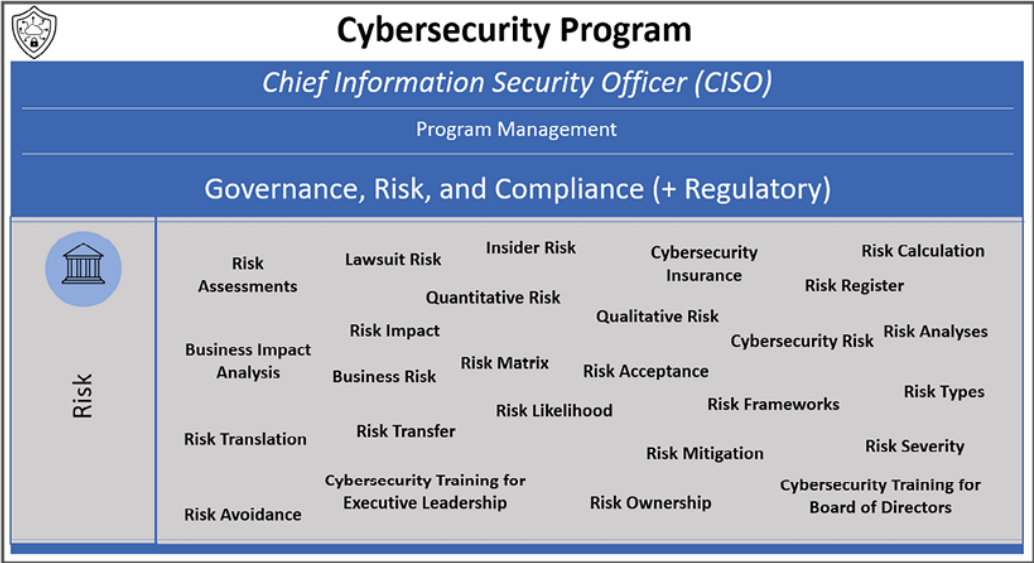 Cybersecurity Program
Chief Information Security Officer (CISO)
Program Management
Governance, Risk, and Compliance (+ Regulatory)
Risk
Risk
Assessments
Lawsuit Risk
Insider Risk
Cybersecurity
Insurance
Risk Calculation
Quantitative Risk
Risk Register
Qualitative Risk
Risk Impact
Cybersecurity Risk
Risk Analyses
Business Impact
Analysis
Business Risk
Risk Matrix
Risk Acceptance
Risk Types
Risk Likelihood
Risk Frameworks
Risk Translation
Risk Transfer
Risk Mitigation
Risk Severity
Cybersecurity Training for
Executive Leadership
Risk Ownership
Cybersecurity Training for
Board of Directors
Risk Avoidance